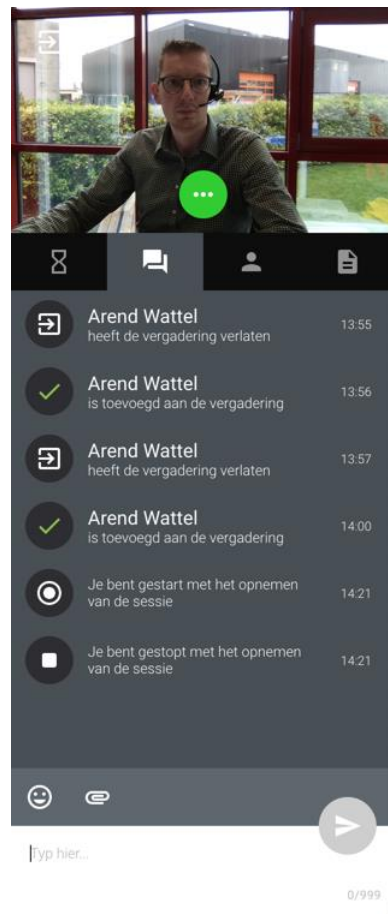 Arend Wattel
heeft de vergadering verlaten
13:55
Arend Wattel
is toevoegd aan de vergadering
13:56
Arend Wattel
heeft de vergadering verlaten
13:57
Arend Wattel
is toevoegd aan de vergadering
14:00
Je bent gestart met het opnemen
van de sessie
14:21
Je bent gestopt met het opnemen
van de sessie
14:21
Typ hier...
0/999